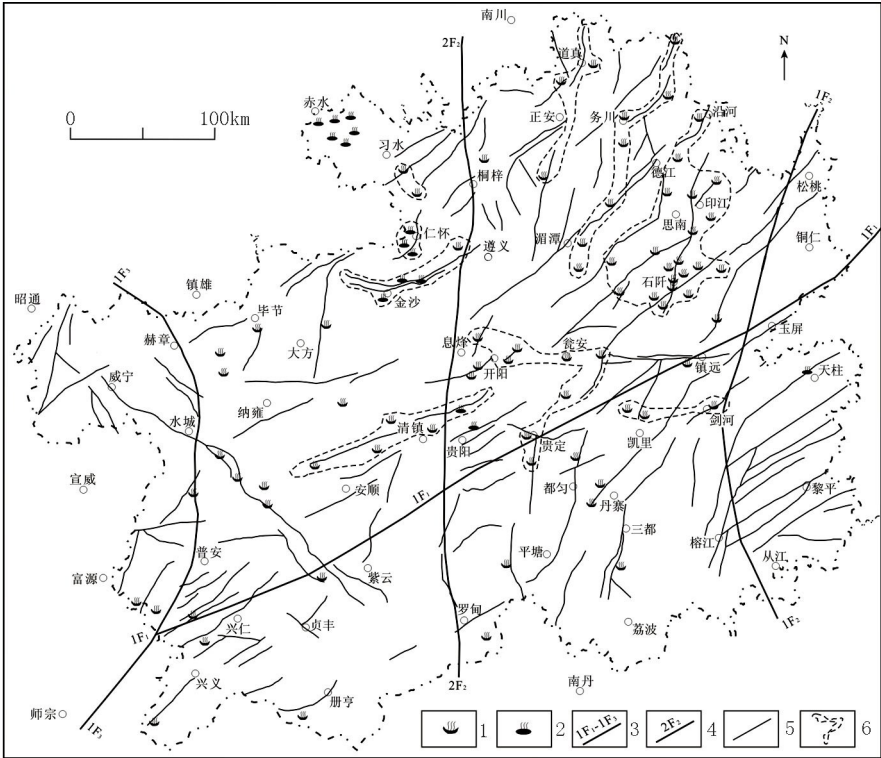 南川
2F₂
道真
N
赤水
0
100km
正安
务川
沿河
1F₂
习水
桐梓
德江
松桃
印江
思南
仁怀
遵义
湄潭
铜仁
1F₁
1F₃
镇雄
石阡
昭通
毕节
金沙
玉屏
赫章
大方
息烽
瓮安
开阳
镇远
天柱
威宁
纳雍
水城
清镇
贵阳
贵定
剑河
凯里
宣威
安顺
1F₁
都匀
丹寨
黎平
三都
榕江
普安
平塘
从江
富源
紫云
罗甸
1F₁
兴仁
贞丰
荔波
1F₂
兴义
册亨
2F₂
南丹
师宗
1F₃
1
2
1F₁-1F₃
3
2F₂
4
5
6